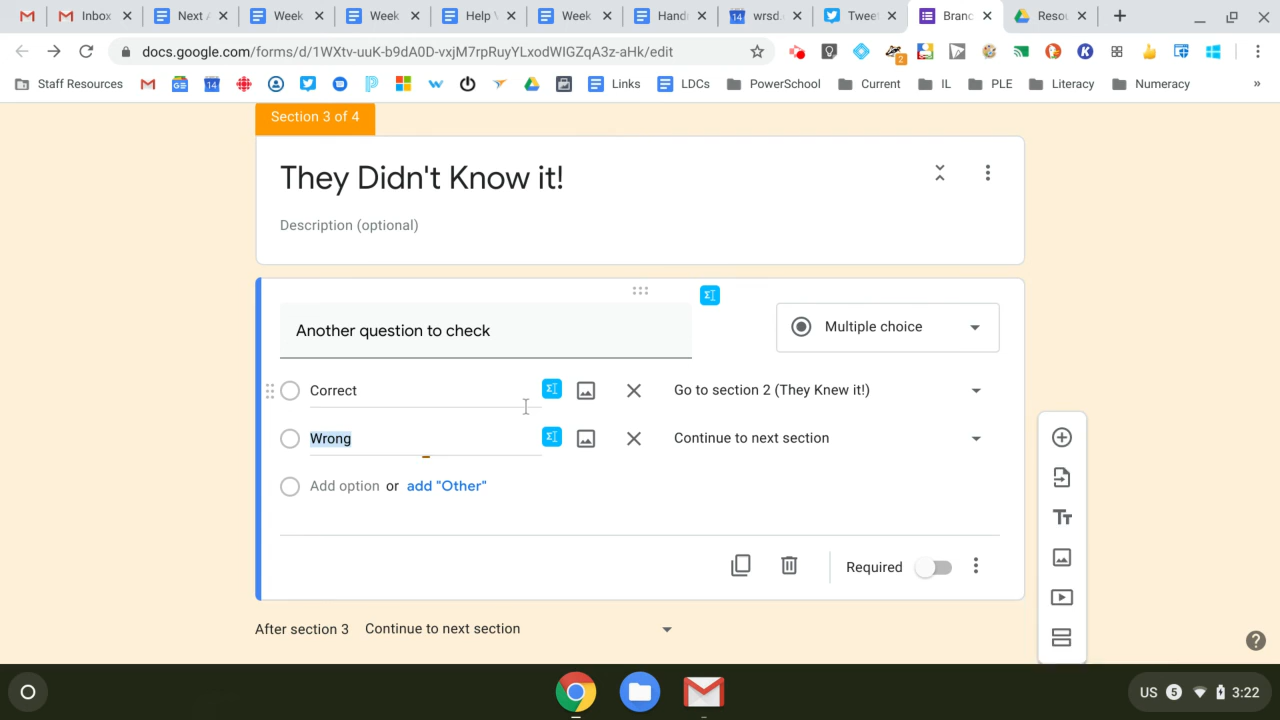 Inbox Next A Week Week Help Week Hand 14 wrsd. Twee Branc Reso
docs.google.com/forms/d/1WXtv-uuK-b9dA0D-vxjM7rpRuyYLxodWIGZqA3z-aHk/edit
2
Staff Resources 14 Links LDCs PowerSchool Current IL PLE Literacy Numeracy »
Section 3 of 4
They Didn't Know it!
Description (optional)
Another question to check
Multiple choice
Correct
Go to section 2 (They Knew it!)
Wrong
Continue to next section
Add option or add "Other"
Required
After section 3 Continue to next section
US 5 3:22